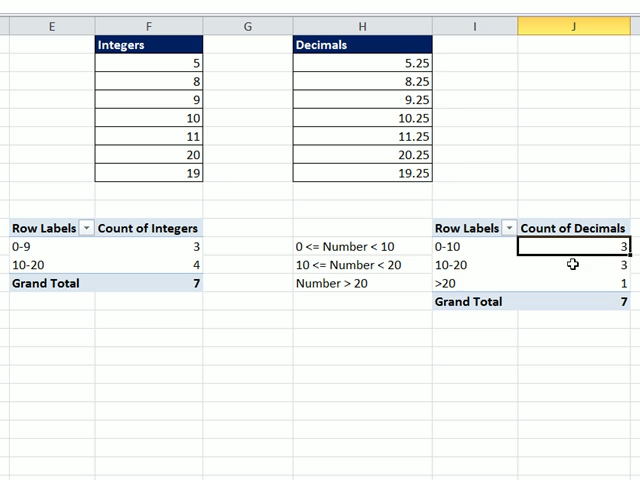 E F G H I J
Integers Decimals
5 5.25
8 8.25
9 9.25
10 10.25
11 11.25
20 20.25
19 19.25
Row Labels Count of Integers Row Labels Count of Decimals
0-9 3 0 <= Number < 10 0-10 3
10-20 4 10 <= Number < 20 10-20 3
Grand Total 7 Number > 20 >20 1
Grand Total 7